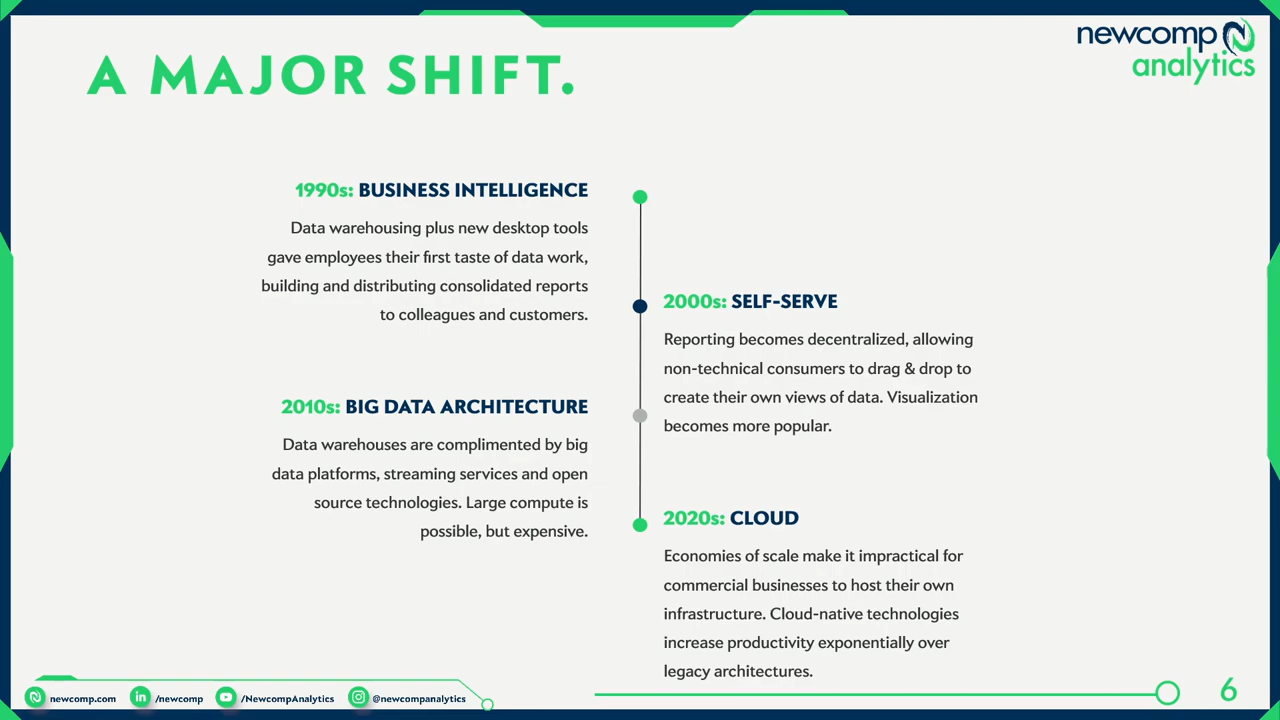 newcomp
analytics
A MAJOR SHIFT.
1990s: BUSINESS INTELLIGENCE
Data warehousing plus new desktop tools
gave employees their first taste of data work,
building and distributing consolidated reports
to colleagues and customers.
2000s: SELF-SERVE
Reporting becomes decentralized, allowing
non-technical consumers to drag & drop to
create their own views of data. Visualization
becomes more popular.
2010s: BIG DATA ARCHITECTURE
Data warehouses are complimented by big
data platforms, streaming services and open
source technologies. Large compute is
possible, but expensive.
2020s: CLOUD
Economies of scale make it impractical for
commercial businesses to host their own
infrastructure. Cloud-native technologies
increase productivity exponentially over
legacy architectures.
newcomp.com /newcomp /NewcompAnalytics @newcompanalytics
6